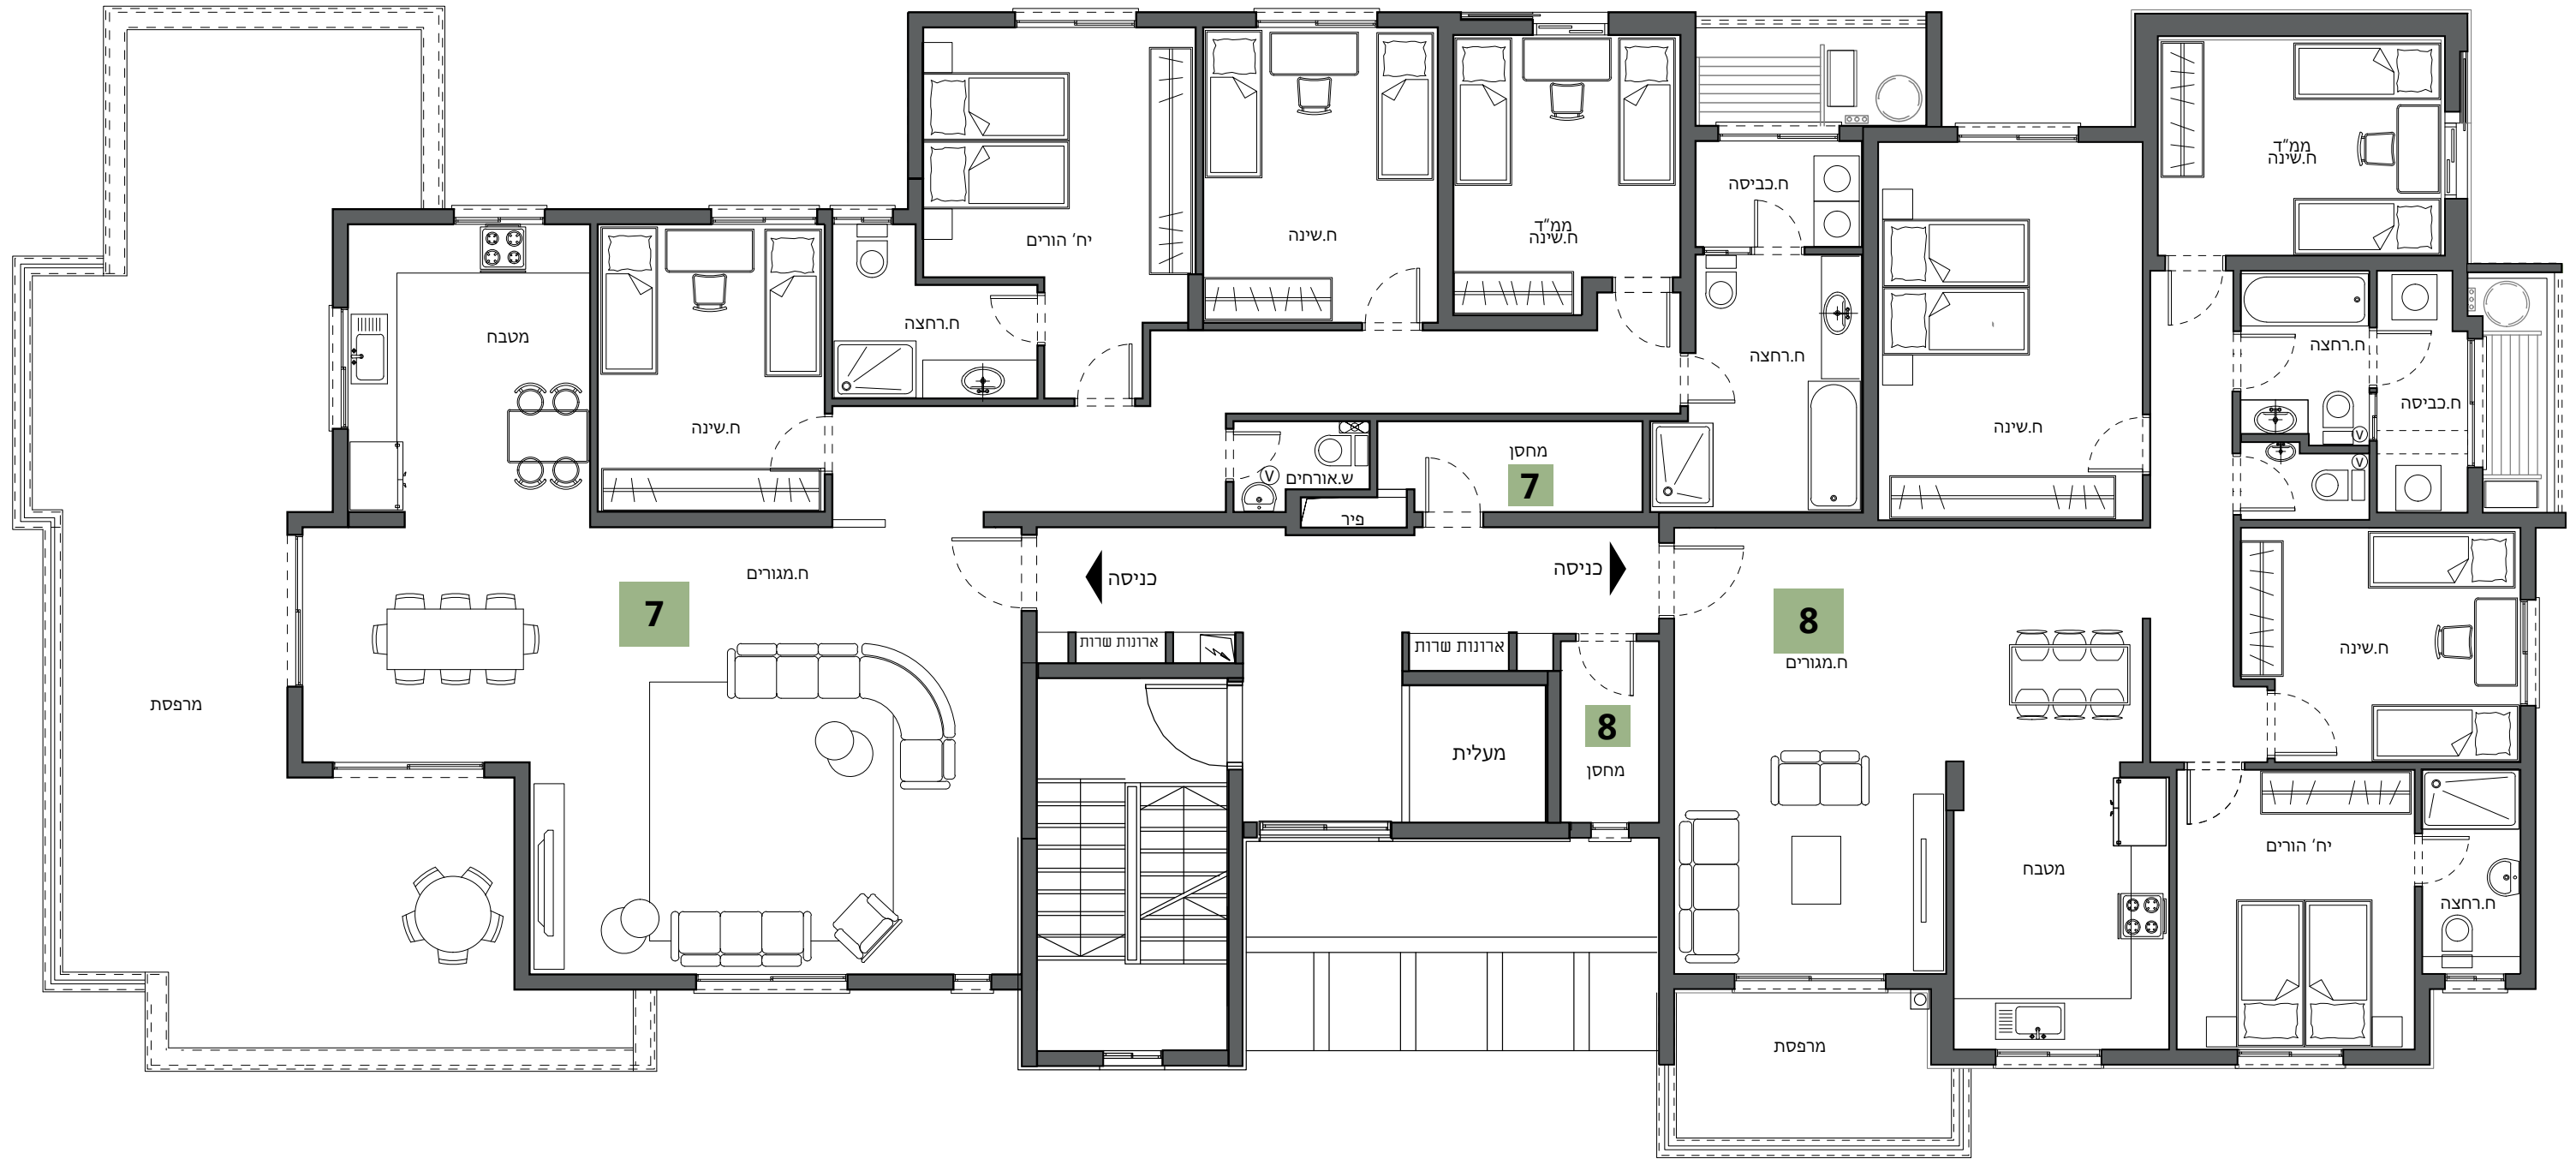 ממ״ד
ח.שינה
ח.כביסה
ממ״ד
ח.שינה
ח.שינה
יח׳ הורים
ח.רחצה
מטבח
ח.רחצה
ח.רחצה
ח.כביסה
ח.שינה
ח.שינה
מחסן
7
ש.אורחים
V
V
V
פיר
כניסה
כניסה
ח.מגורים
7
8
ח.מגורים
ארונות שרות
ארונות שרות
ח.שינה
מרפסת
8
מחסן
מעלית
יח׳ הורים
מטבח
ח.רחצה
מרפסת